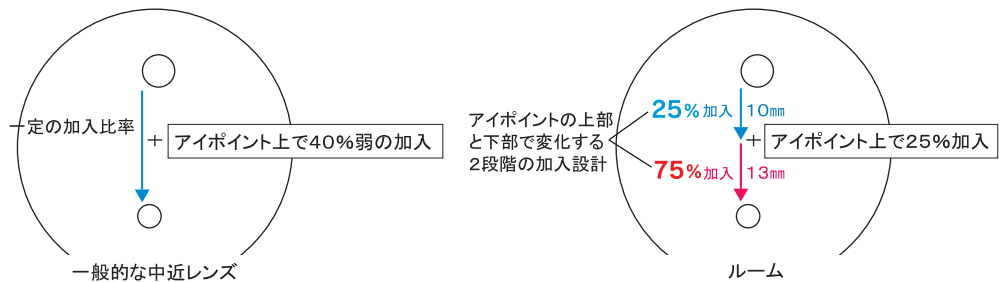 一定の加入比率
+
アイポイント上で40%弱の加入
一般的な中近レンズ
アイポイントの上部
と下部で変化する
2段階の加入設計
25%加入
10㎜
+
アイポイント上で25%加入
75%加入
13㎜
ルーム